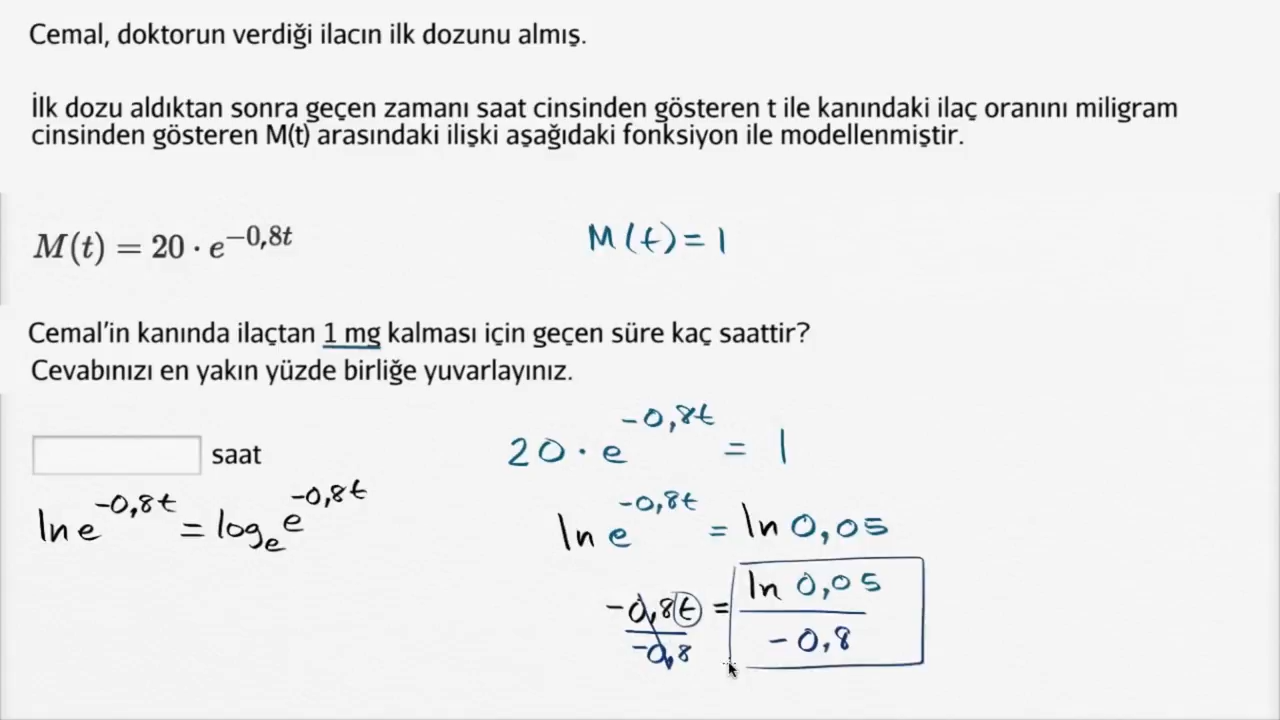 Cemal, doktorun verdiği ilacın ilk dozunu almış.
İlk dozu aldıktan sonra geçen zamanı saat cinsinden gösteren t ile kanındaki ilaç oranını miligram
cinsinden gösteren M(t) arasındaki ilişki aşağıdaki fonksiyon ile modellenmiştir.
M(t) = 20 · e^{-0,8t}
M(t) = 1
Cemal'in kanında ilaçtan 1 mg kalması için geçen süre kaç saattir?
Cevabınızı en yakın yüzde birliğe yuvarlayınız.
20 · e^{-0,8t} = 1
saat
ln e^{-0,8t} = log_e e^{-0,8t}
ln e^{-0,8t} = ln 0,05
-0,8t / -0,8 = ln 0,05 / -0,8